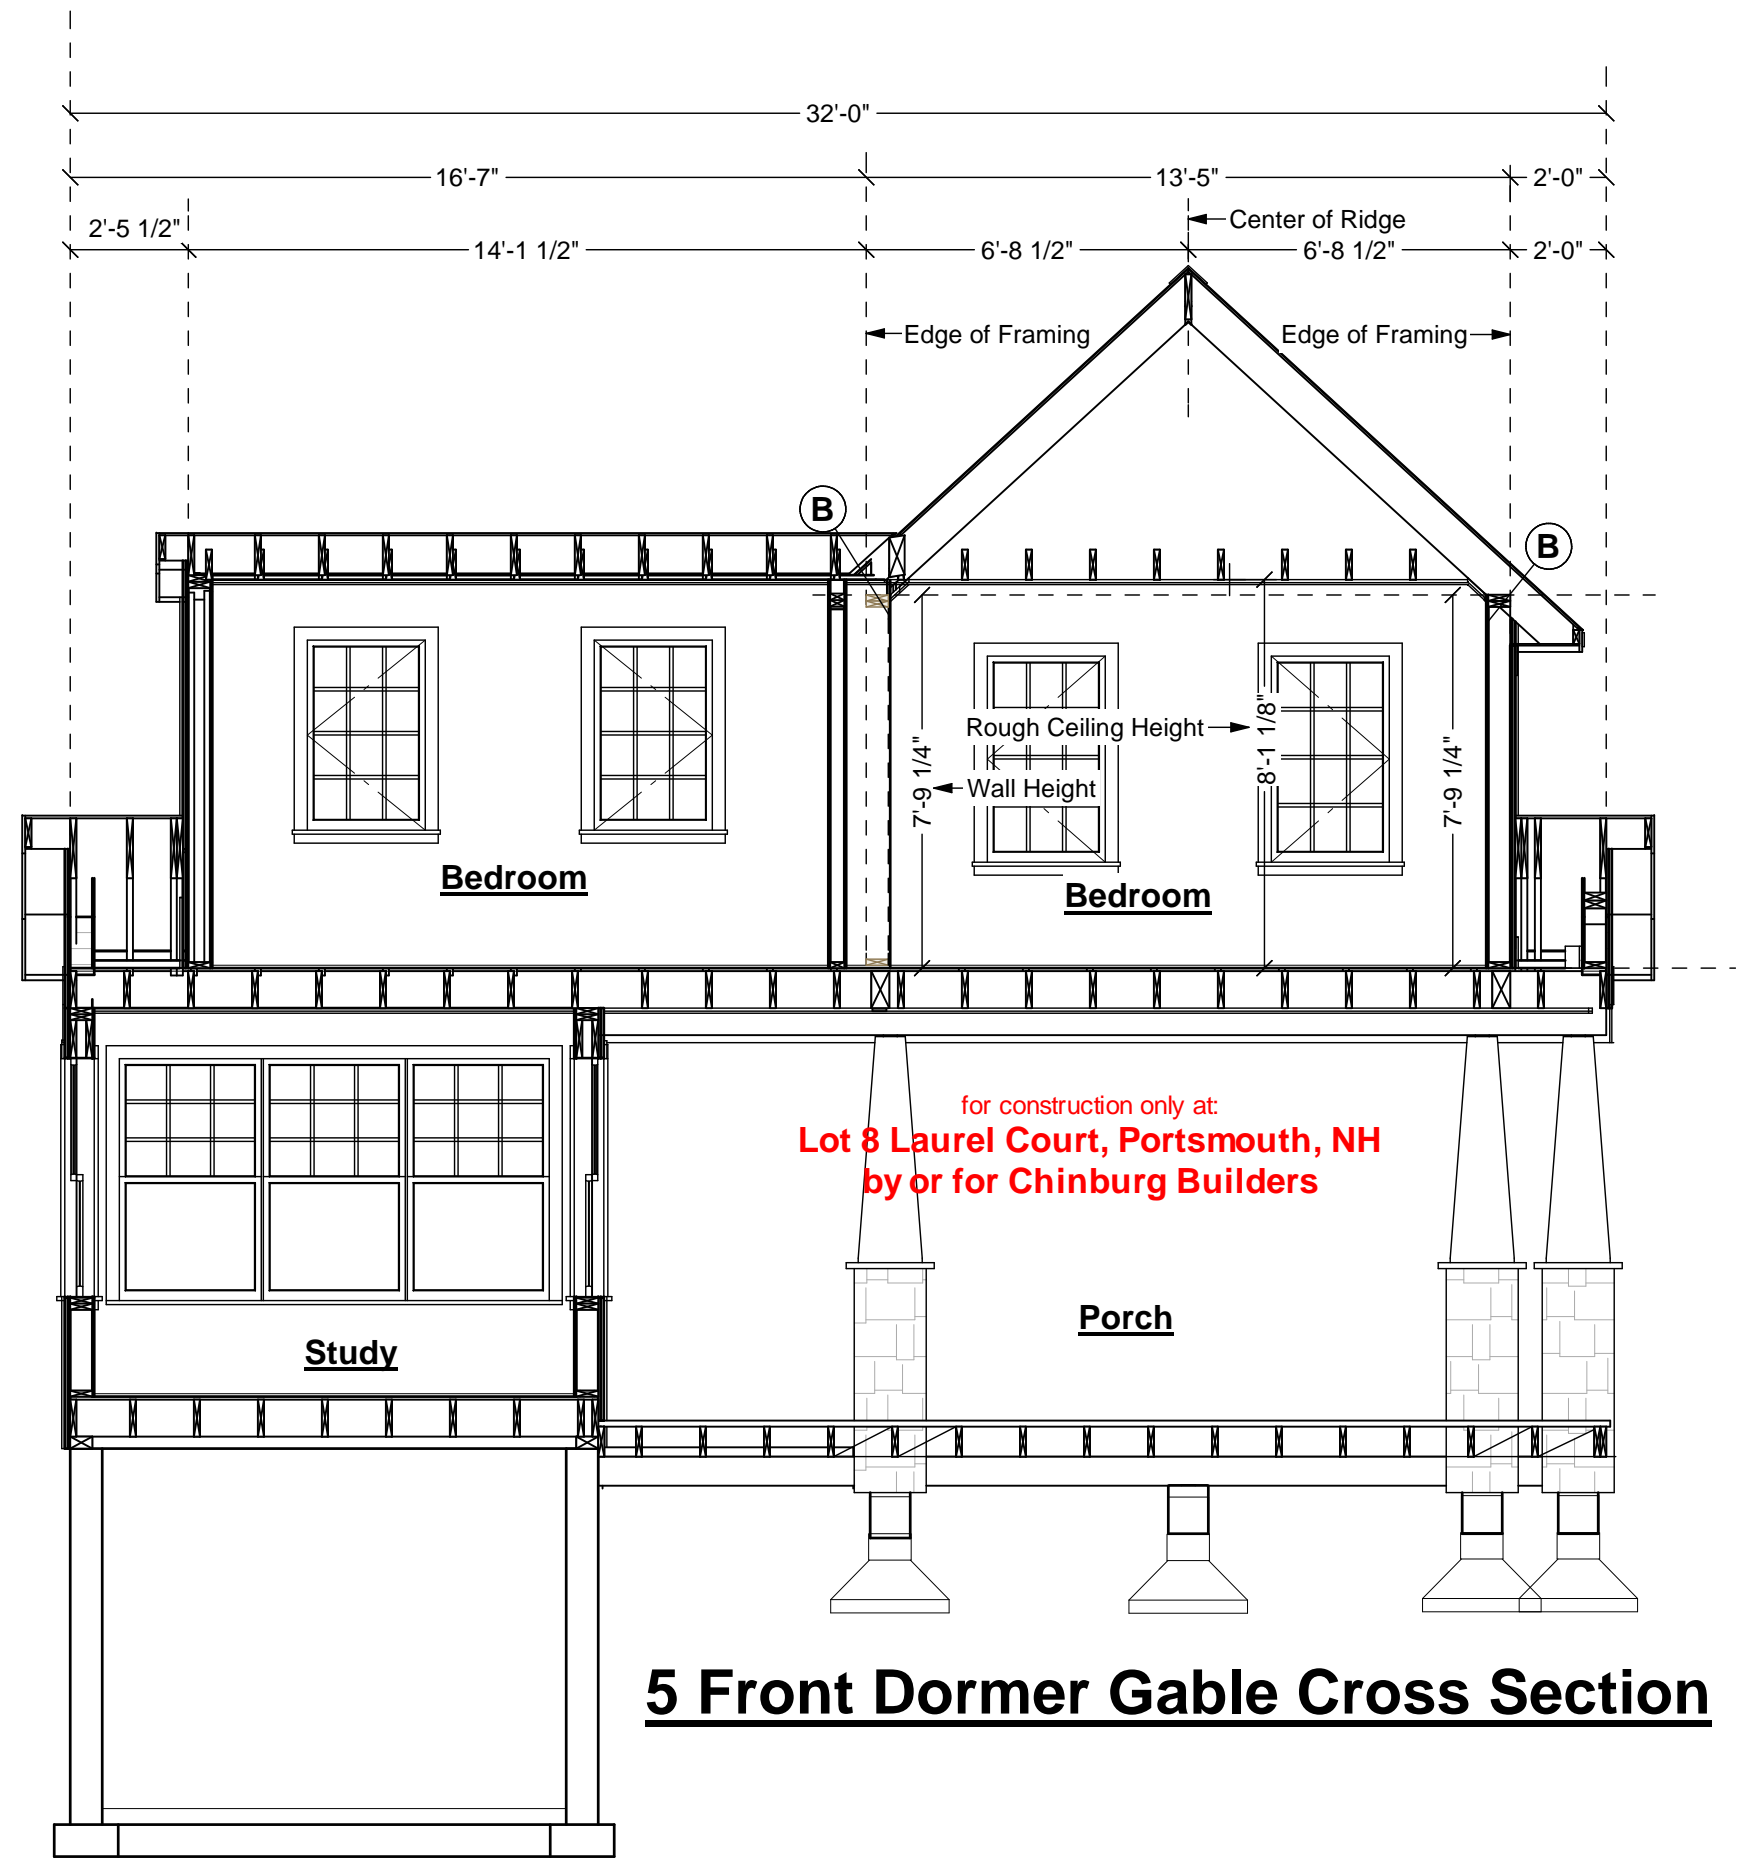 32'-0"
16'-7"
13'-5"
2'-0"
2'-5 1/2"
Center of Ridge
14'-1 1/2"
6'-8 1/2"
6'-8 1/2"
2'-0"
Edge of Framing
Edge of Framing
B
B
Rough Ceiling Height
8'-1 1/8"
7'-9 1/4"
Wall Height
7'-9 1/4"
Bedroom
Bedroom
for construction only at:
Lot 8 Laurel Court, Portsmouth, NH
by or for Chinburg Builders
Porch
Study
5 Front Dormer Gable Cross Section